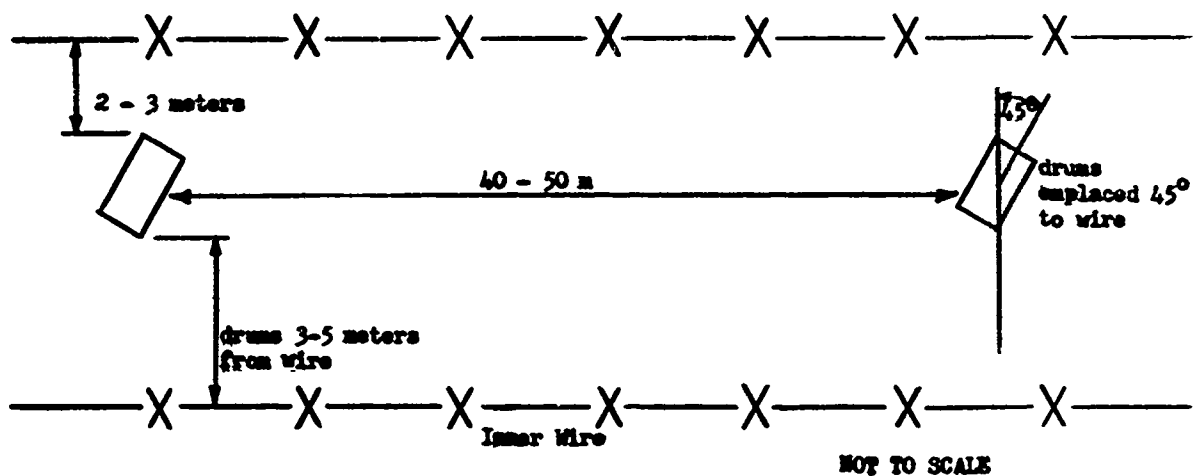 2 - 3 meters
45°
40 - 50 m
drums
emplaced 45°
to wire
drums 3-5 meters
from wire
Inner Wire
NOT TO SCALE